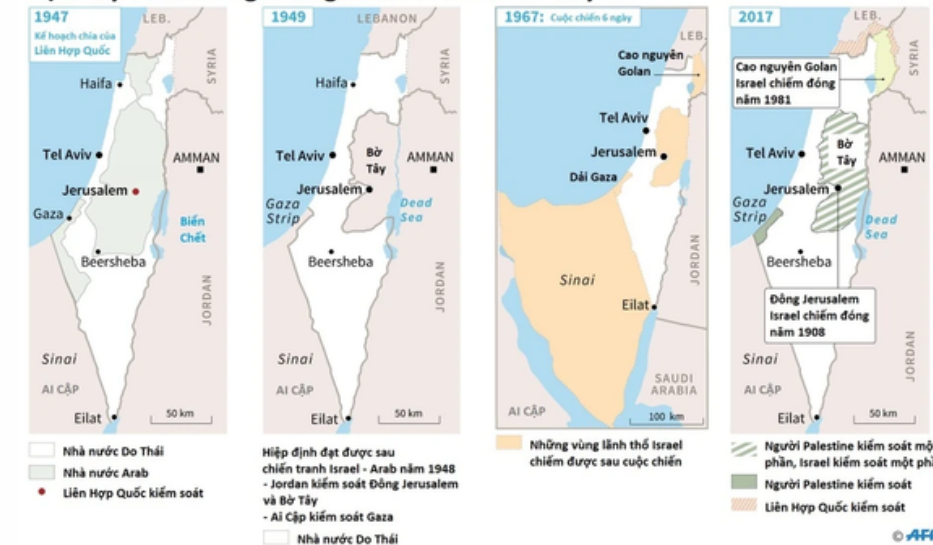 1947
Kế hoạch chia của
Liên Hợp Quốc
LEB.
SYRIA
Haifa
Tel Aviv
AMMAN
Jerusalem
Gaza
Biển
Chết
Beersheba
JORDAN
Sinai
AI CẬP
Eilat
50 km
Nhà nước Do Thái
Nhà nước Arab
Liên Hợp Quốc kiểm soát
1949
LEBANON
SYRIA
Haifa
Tel Aviv
Bờ
Tây
AMMAN
Jerusalem
Gaza
Strip
Dead
Sea
Beersheba
JORDAN
Sinai
AI CẬP
Eilat
50 km
Hiệp định đạt được sau
chiến tranh Israel - Arab năm 1948
- Jordan kiểm soát Đông Jerusalem
và Bờ Tây
- Ai Cập kiểm soát Gaza
Nhà nước Do Thái
1967: Cuộc chiến 6 ngày
LEB.
Cao nguyên
Golan
Tel Aviv
Jerusalem
Dải Gaza
Sinai
JORDAN
Eilat
SAUDI
ARABIA
AI CẬP
100 km
Những vùng lãnh thổ Israel
chiếm được sau cuộc chiến
2017
LEB.
SYRIA
Cao nguyên Golan
Israel chiếm đóng
năm 1981
Bờ
Tây
Tel Aviv
AMMAN
Jerusalem
Gaza
Strip
Dead
Sea
Beersheba
Đông Jerusalem
Israel chiếm đóng
năm 1908
JORDAN
Sinai
AI CẬP
Eilat
50 km
Người Palestine kiểm soát
phần, Israel kiểm soát một
Người Palestine kiểm soát
Liên Hợp Quốc kiểm soát
© AFP